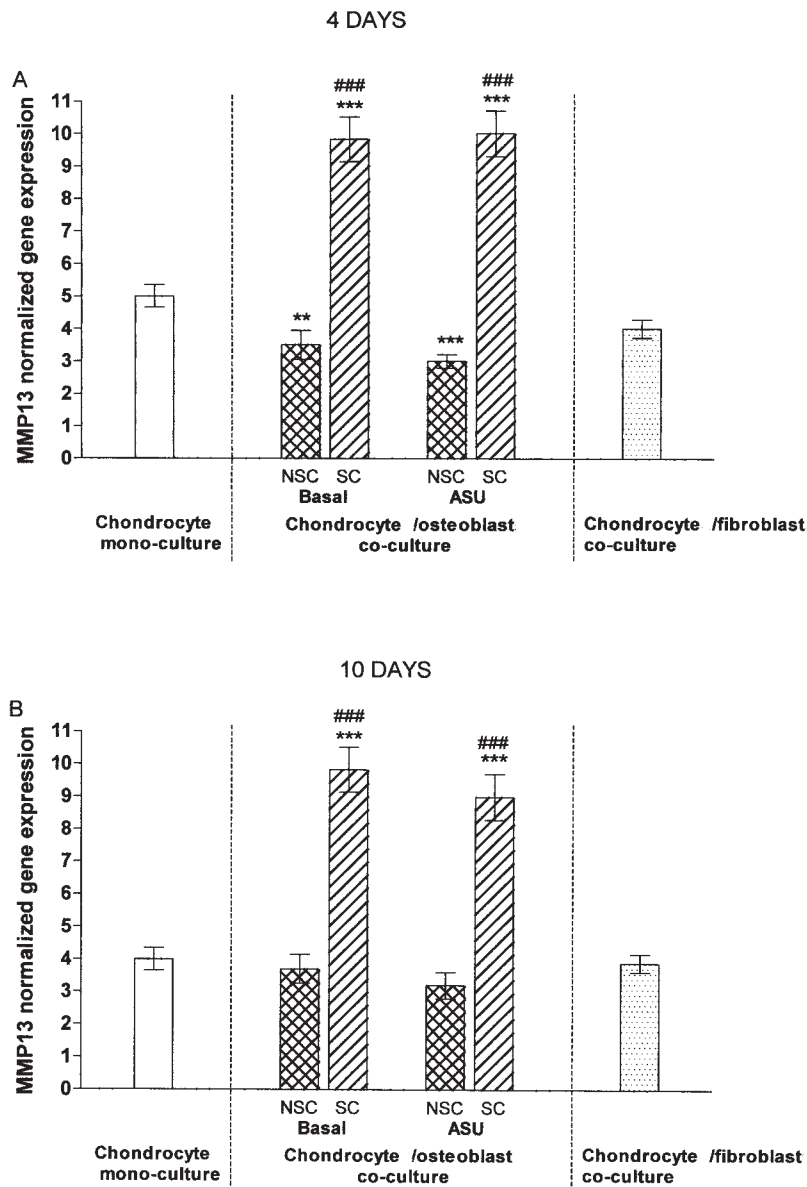 4 DAYS
A
MMP13 normalized gene expression
11
10
9
8
7
6
5
4
3
2
1
0
###
***
###
***
**
***
NSC SC NSC SC
Basal ASU
Chondrocyte mono-culture
Chondrocyte /osteoblast co-culture
Chondrocyte /fibroblast co-culture
10 DAYS
B
MMP13 normalized gene expression
11
10
9
8
7
6
5
4
3
2
1
0
###
***
###
***
NSC SC NSC SC
Basal ASU
Chondrocyte mono-culture
Chondrocyte /osteoblast co-culture
Chondrocyte /fibroblast co-culture